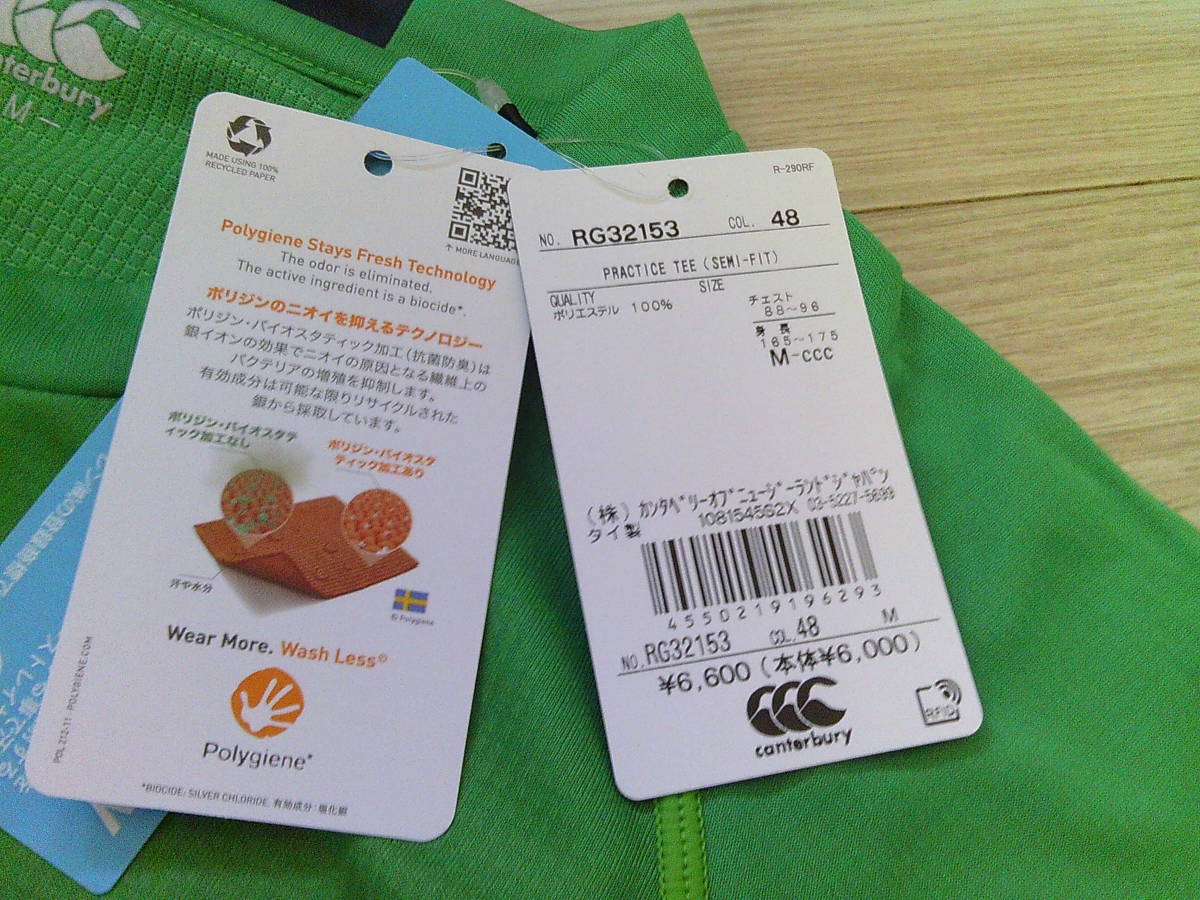 canterbury
M
MADE USING 100%
RECYCLED PAPER
↑ MORE LANGUAGE
Polygiene Stays Fresh Technology
The odor is eliminated.
The active ingredient is a biocide*.
ポリジンのニオイを抑えるテクノロジー
ポリジン・バイオスタティック加工(抗菌防臭)は
銀イオンの効果でニオイの原因となる繊維上の
バクテリアの増殖を抑制します。
有効成分は可能な限りリサイクルされた
銀から採取しています。
ポリジン・バイオスタテ
ィック加工なし
ポリジン・バイオスタ
ティック加工あり
汗や水分
© Polygiene
Wear More. Wash Less©
Polygiene*
POL 212-11 POLYGIENE.COM
*BIOCIDE: SILVER CHLORIDE. 有効成分:塩化銀
R-290RF
NO. RG32153 COL. 48
PRACTICE TEE (SEMI-FIT)
QUALITY SIZE
ポリエステル 100%
チェスト
88~96
身 長
165~175
M-CCC
(株)カンタベリーオブニュージーランドジャパン
タイ製 1081545S2X 03-5227-5699
4550219196293
NO. RG32153 COL. 48 M
¥6,600(本体¥6,000)
canterbury
RFID